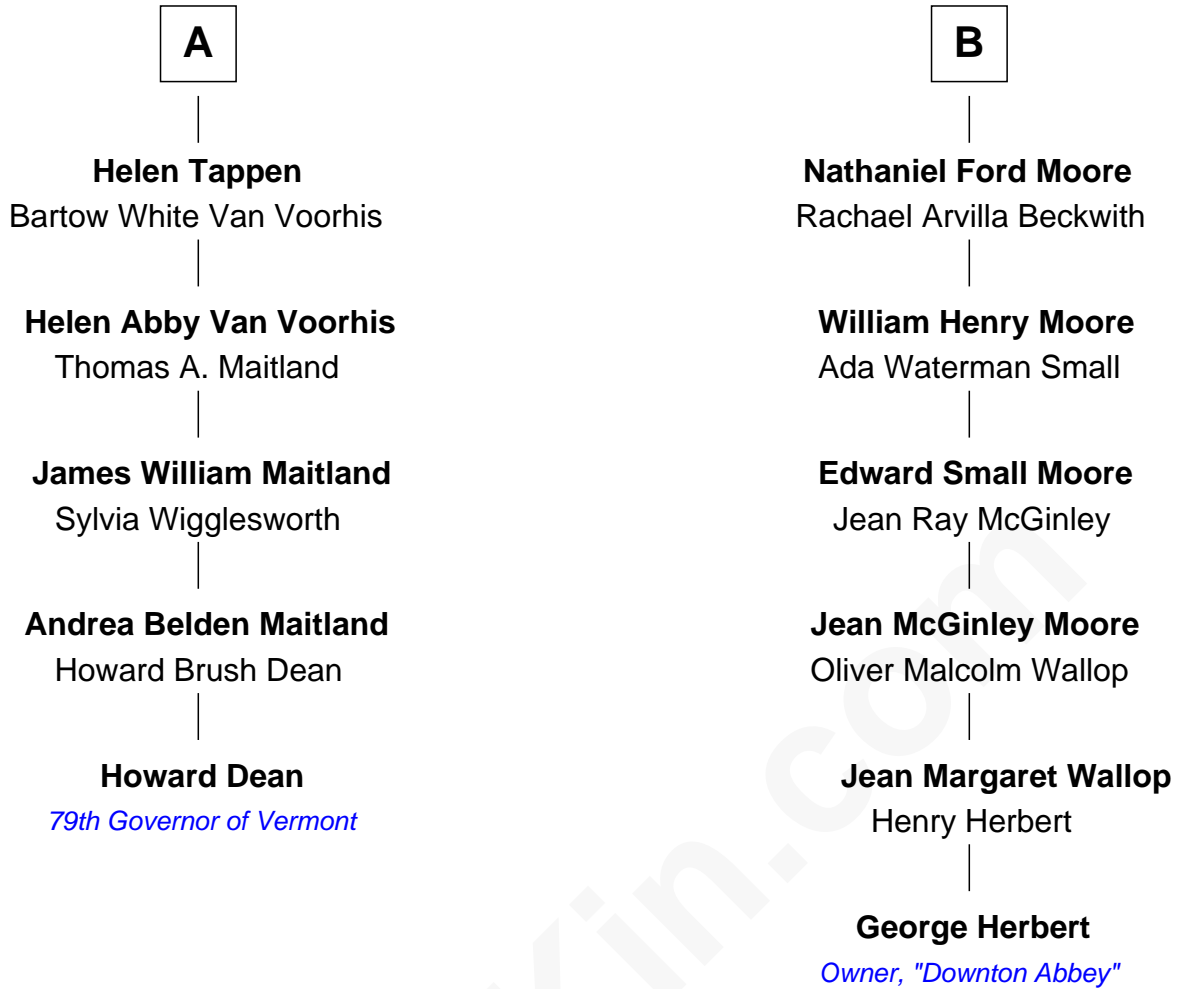 A
Helen Tappen
Bartow White Van Voorhis
Helen Abby Van Voorhis
Thomas A. Maitland
James William Maitland
Sylvia Wigglesworth
Andrea Belden Maitland
Howard Brush Dean
Howard Dean
79th Governor of Vermont
B
Nathaniel Ford Moore
Rachael Arvilla Beckwith
William Henry Moore
Ada Waterman Small
Edward Small Moore
Jean Ray McGinley
Jean McGinley Moore
Oliver Malcolm Wallop
Jean Margaret Wallop
Henry Herbert
George Herbert
Owner, "Downton Abbey"
Kin.com